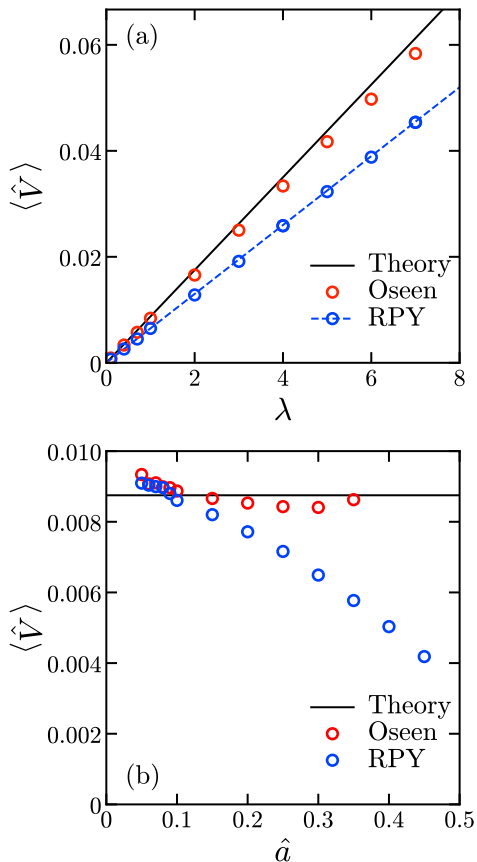 (a)
0.06
0.04
0.02
0
⟨V̂⟩
Theory
Oseen
RPY
0 2 4 6 8
λ
0.010
0.008
0.006
0.004
0.002
0
⟨V̂⟩
Theory
Oseen
RPY
(b)
0 0.1 0.2 0.3 0.4 0.5
â